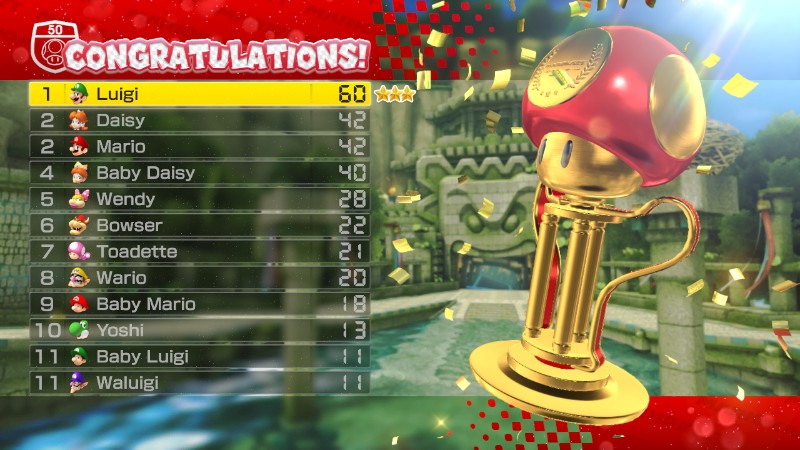 50
CONGRATULATIONS!
1 Luigi 60
2 Daisy 42
2 Mario 42
4 Baby Daisy 40
5 Wendy 28
6 Bowser 22
7 Toadette 21
8 Wario 20
9 Baby Mario 18
10 Yoshi 13
11 Baby Luigi 11
11 Waluigi 11